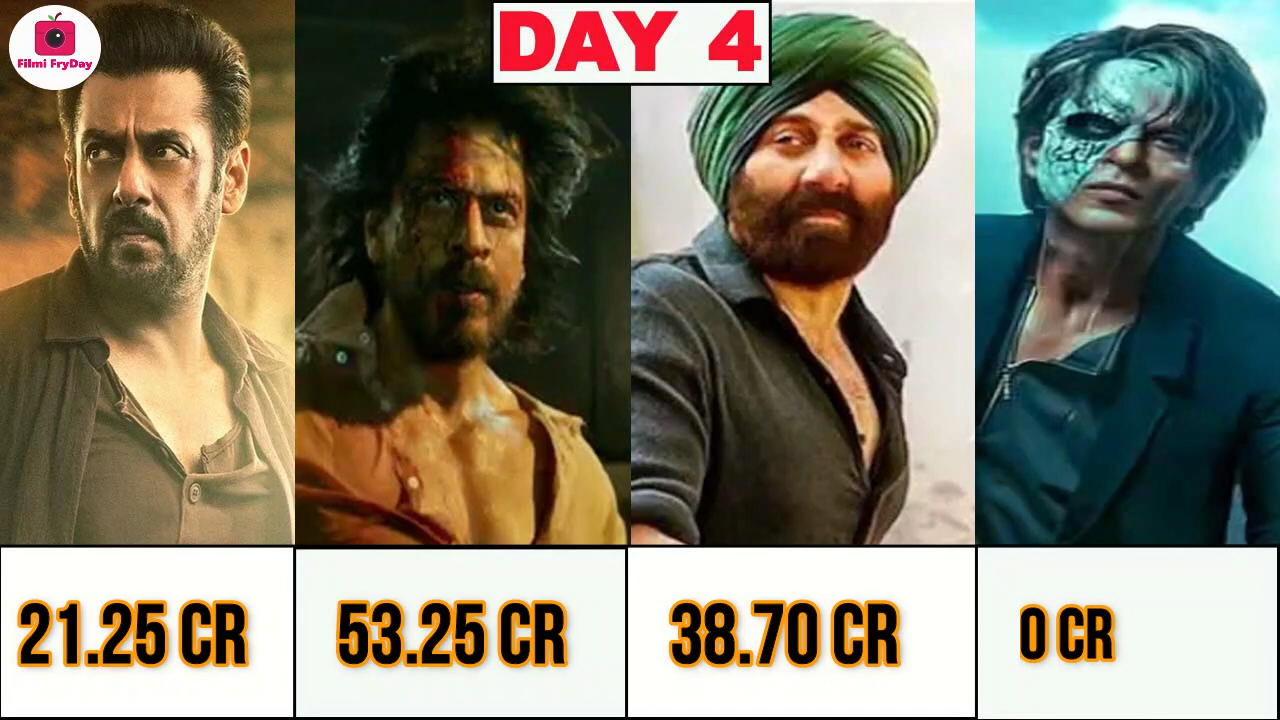 Filmi FryDay
DAY 4
21.25 CR
53.25 CR
38.70 CR
0 CR